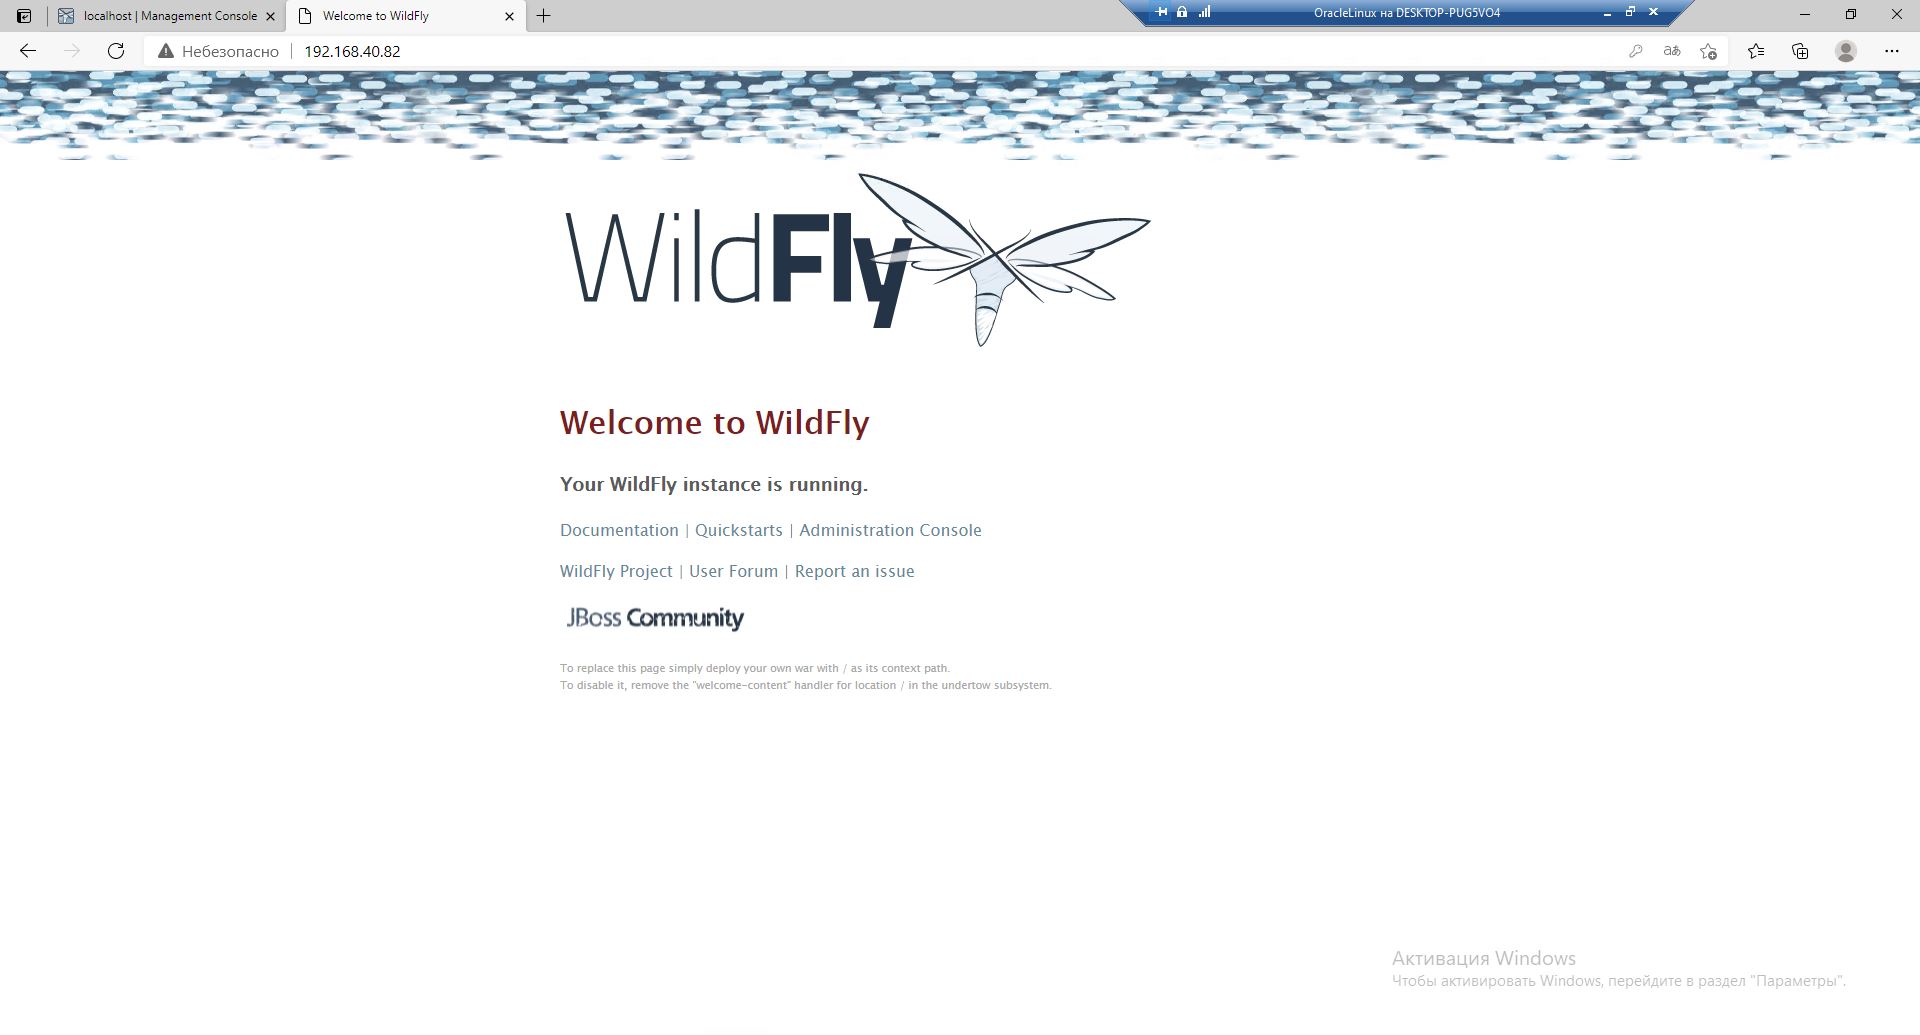 localhost | Management Console
Welcome to WildFly
OracleLinux на DESKTOP-PUG5VO4
Небезопасно
192.168.40.82
aあ
WildFly
Welcome to WildFly
Your WildFly instance is running.
Documentation | Quickstarts | Administration Console
WildFly Project | User Forum | Report an issue
JBoss Community
To replace this page simply deploy your own war with / as its context path.
To disable it, remove the "welcome-content" handler for location / in the undertow subsystem.
Активация Windows
Чтобы активировать Windows, перейдите в раздел "Параметры".